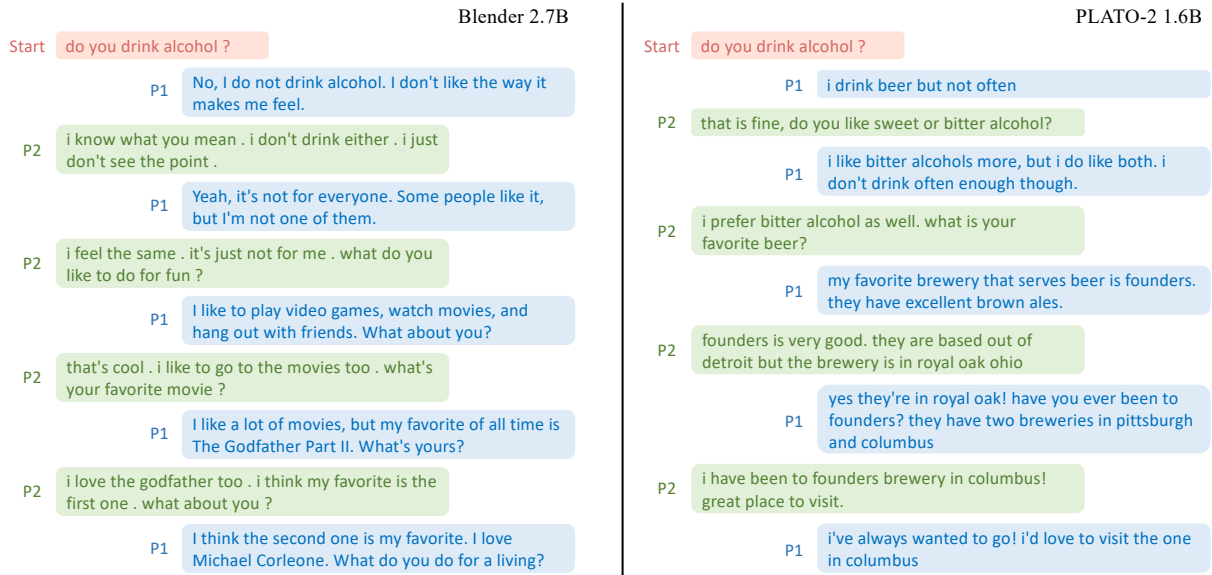 Blender 2.7B
Start do you drink alcohol ?
P1 No, I do not drink alcohol. I don't like the way it
makes me feel.
P2 i know what you mean . i don't drink either . i just
don't see the point .
P1 Yeah, it's not for everyone. Some people like it,
but I'm not one of them.
P2 i feel the same . it's just not for me . what do you
like to do for fun ?
P1 I like to play video games, watch movies, and
hang out with friends. What about you?
P2 that's cool . i like to go to the movies too . what's
your favorite movie ?
P1 I like a lot of movies, but my favorite of all time is
The Godfather Part II. What's yours?
P2 i love the godfather too . i think my favorite is the
first one . what about you ?
P1 I think the second one is my favorite. I love
Michael Corleone. What do you do for a living?
PLATO-2 1.6B
Start do you drink alcohol ?
P1 i drink beer but not often
P2 that is fine, do you like sweet or bitter alcohol?
P1 i like bitter alcohols more, but i do like both. i
don't drink often enough though.
P2 i prefer bitter alcohol as well. what is your
favorite beer?
P1 my favorite brewery that serves beer is founders.
they have excellent brown ales.
P2 founders is very good. they are based out of
detroit but the brewery is in royal oak ohio
P1 yes they're in royal oak! have you ever been to
founders? they have two breweries in pittsburgh
and columbus
P2 i have been to founders brewery in columbus!
great place to visit.
P1 i've always wanted to go! i'd love to visit the one
in columbus